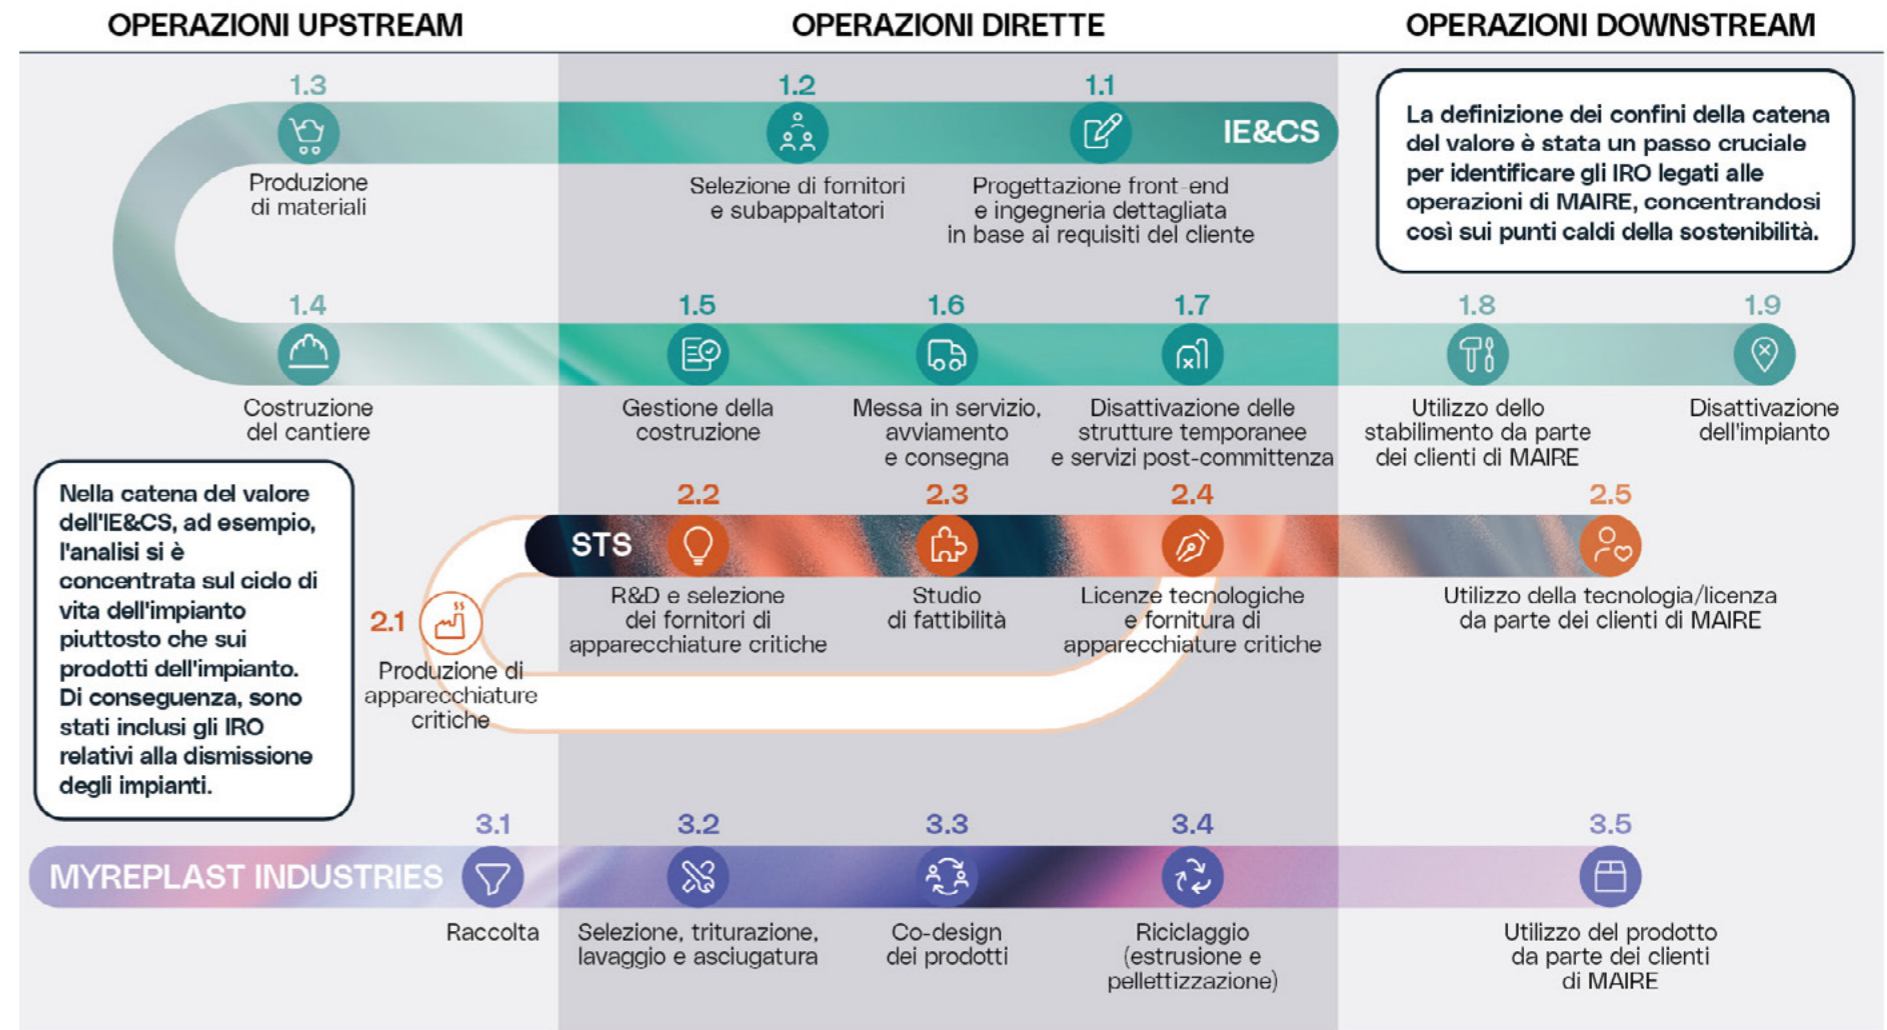 OPERAZIONI UPSTREAM
OPERAZIONI DIRETTE
OPERAZIONI DOWNSTREAM
1.3
Produzione
di materiali
1.2
Selezione di fornitori
e subappaltatori
1.1
Progettazione front-end
e ingegneria dettagliata
in base ai requisiti del cliente
IE&CS
La definizione dei confini della catena
del valore è stata un passo cruciale
per identificare gli IRO legati alle
operazioni di MAIRE, concentrandosi
così sui punti caldi della sostenibilità.
1.4
Costruzione
del cantiere
1.5
Gestione della
costruzione
1.6
Messa in servizio,
avviamento
e consegna
1.7
Disattivazione delle
strutture temporanee
e servizi post-committenza
1.8
Utilizzo dello
stabilimento da parte
dei clienti di MAIRE
1.9
Disattivazione
dell'impianto
Nella catena del valore
dell'IE&CS, ad esempio,
l'analisi si è
concentrata sul ciclo di
vita dell'impianto
piuttosto che sui
prodotti dell'impianto.
Di conseguenza, sono
stati inclusi gli IRO
relativi alla dismissione
degli impianti.
2.1
Produzione di
apparecchiature
critiche
STS
2.2
R&D e selezione
dei fornitori di
apparecchiature critiche
2.3
Studio
di fattibilità
2.4
Licenze tecnologiche
e fornitura di
apparecchiature critiche
2.5
Utilizzo della tecnologia/licenza
da parte dei clienti di MAIRE
MYREPLAST INDUSTRIES
3.1
Raccolta
3.2
Selezione, triturazione,
lavaggio e asciugatura
3.3
Co-design
dei prodotti
3.4
Riciclaggio
(estrusione e
pellettizzazione)
3.5
Utilizzo del prodotto
da parte dei clienti
di MAIRE